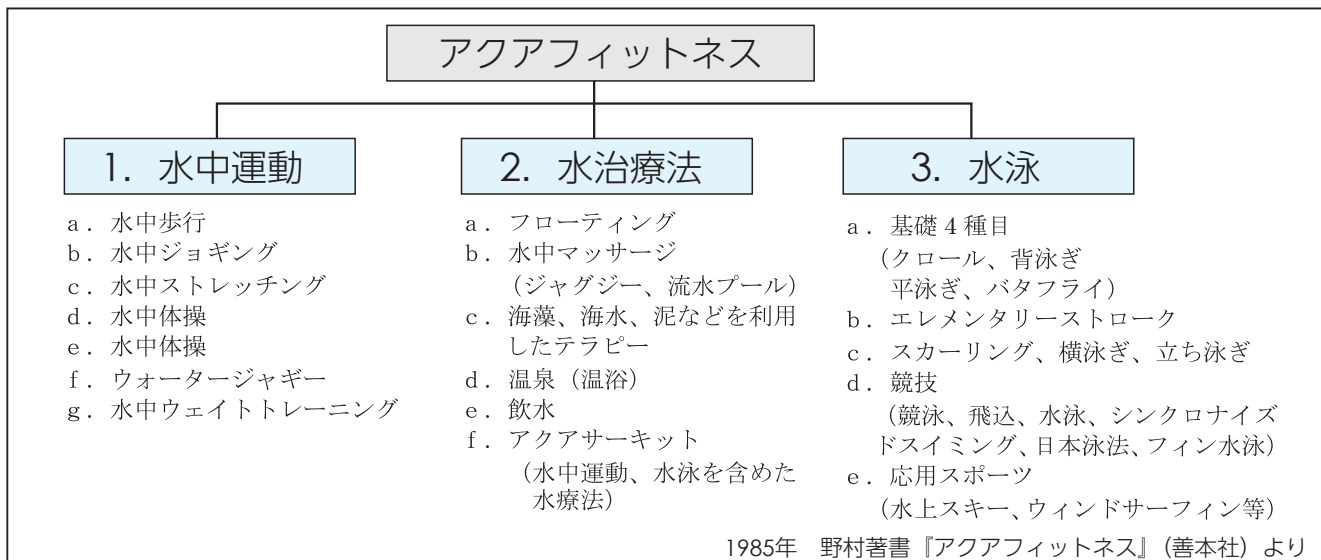 アクアフィットネス
1. 水中運動
a．水中歩行
b．水中ジョギング
c．水中ストレッチング
d．水中体操
e．水中体操
f．ウォータージャギー
g．水中ウェイトトレーニング
2. 水治療法
a．フローティング
b．水中マッサージ
（ジャグジー、流水プール）
c．海藻、海水、泥などを利用
したテラピー
d．温泉（温浴）
e．飲水
f．アクアサーキット
（水中運動、水泳を含めた
水療法）
3. 水泳
a．基礎４種目
（クロール、背泳ぎ
平泳ぎ、バタフライ）
b．エレメンタリーストローク
c．スカーリング、横泳ぎ、立ち泳ぎ
d．競技
（競泳、飛込、水泳、シンクロナイズ
ドスイミング、日本泳法、フィン水泳）
e．応用スポーツ
（水上スキー、ウィンドサーフィン等）
1985年　野村著書『アクアフィットネス』（善本社）より